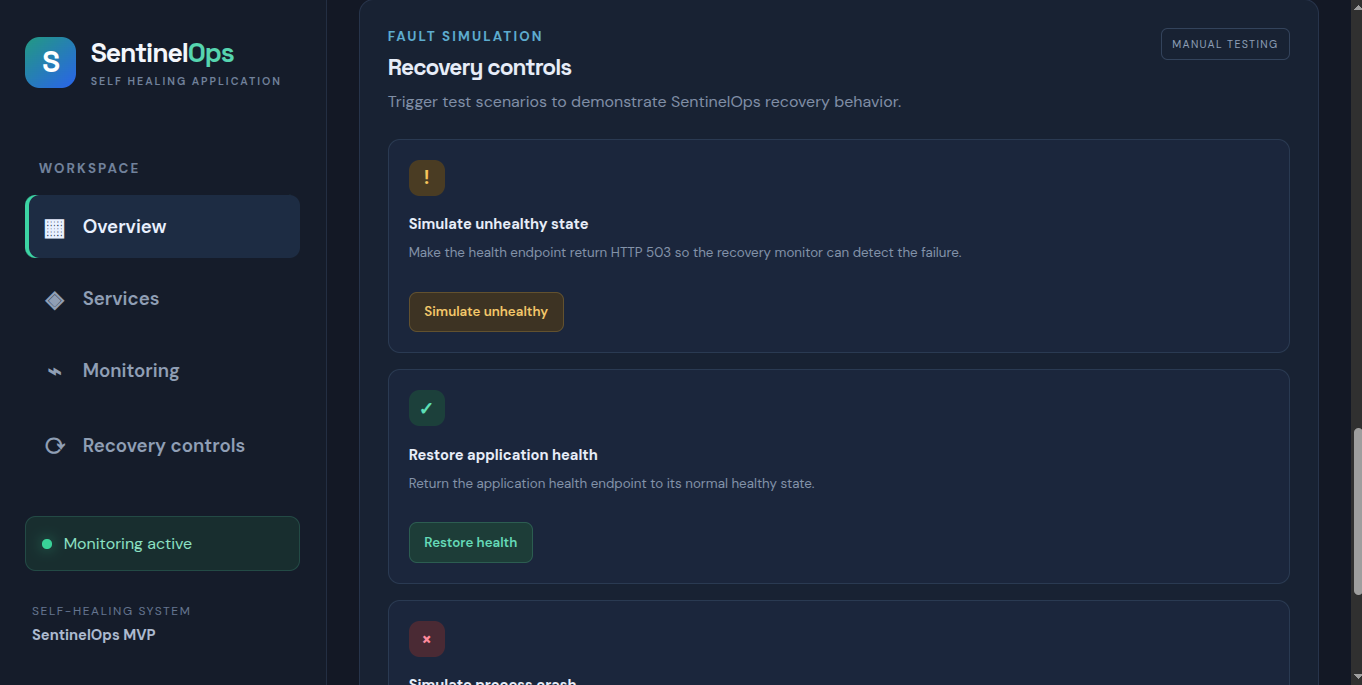 S
SentinelOps
SELF HEALING APPLICATION
WORKSPACE
Overview
Services
Monitoring
Recovery controls
Monitoring active
SELF-HEALING SYSTEM
SentinelOps MVP
FAULT SIMULATION
MANUAL TESTING
Recovery controls
Trigger test scenarios to demonstrate SentinelOps recovery behavior.
!
Simulate unhealthy state
Make the health endpoint return HTTP 503 so the recovery monitor can detect the failure.
Simulate unhealthy
✓
Restore application health
Return the application health endpoint to its normal healthy state.
Restore health
×
Simulate process crash